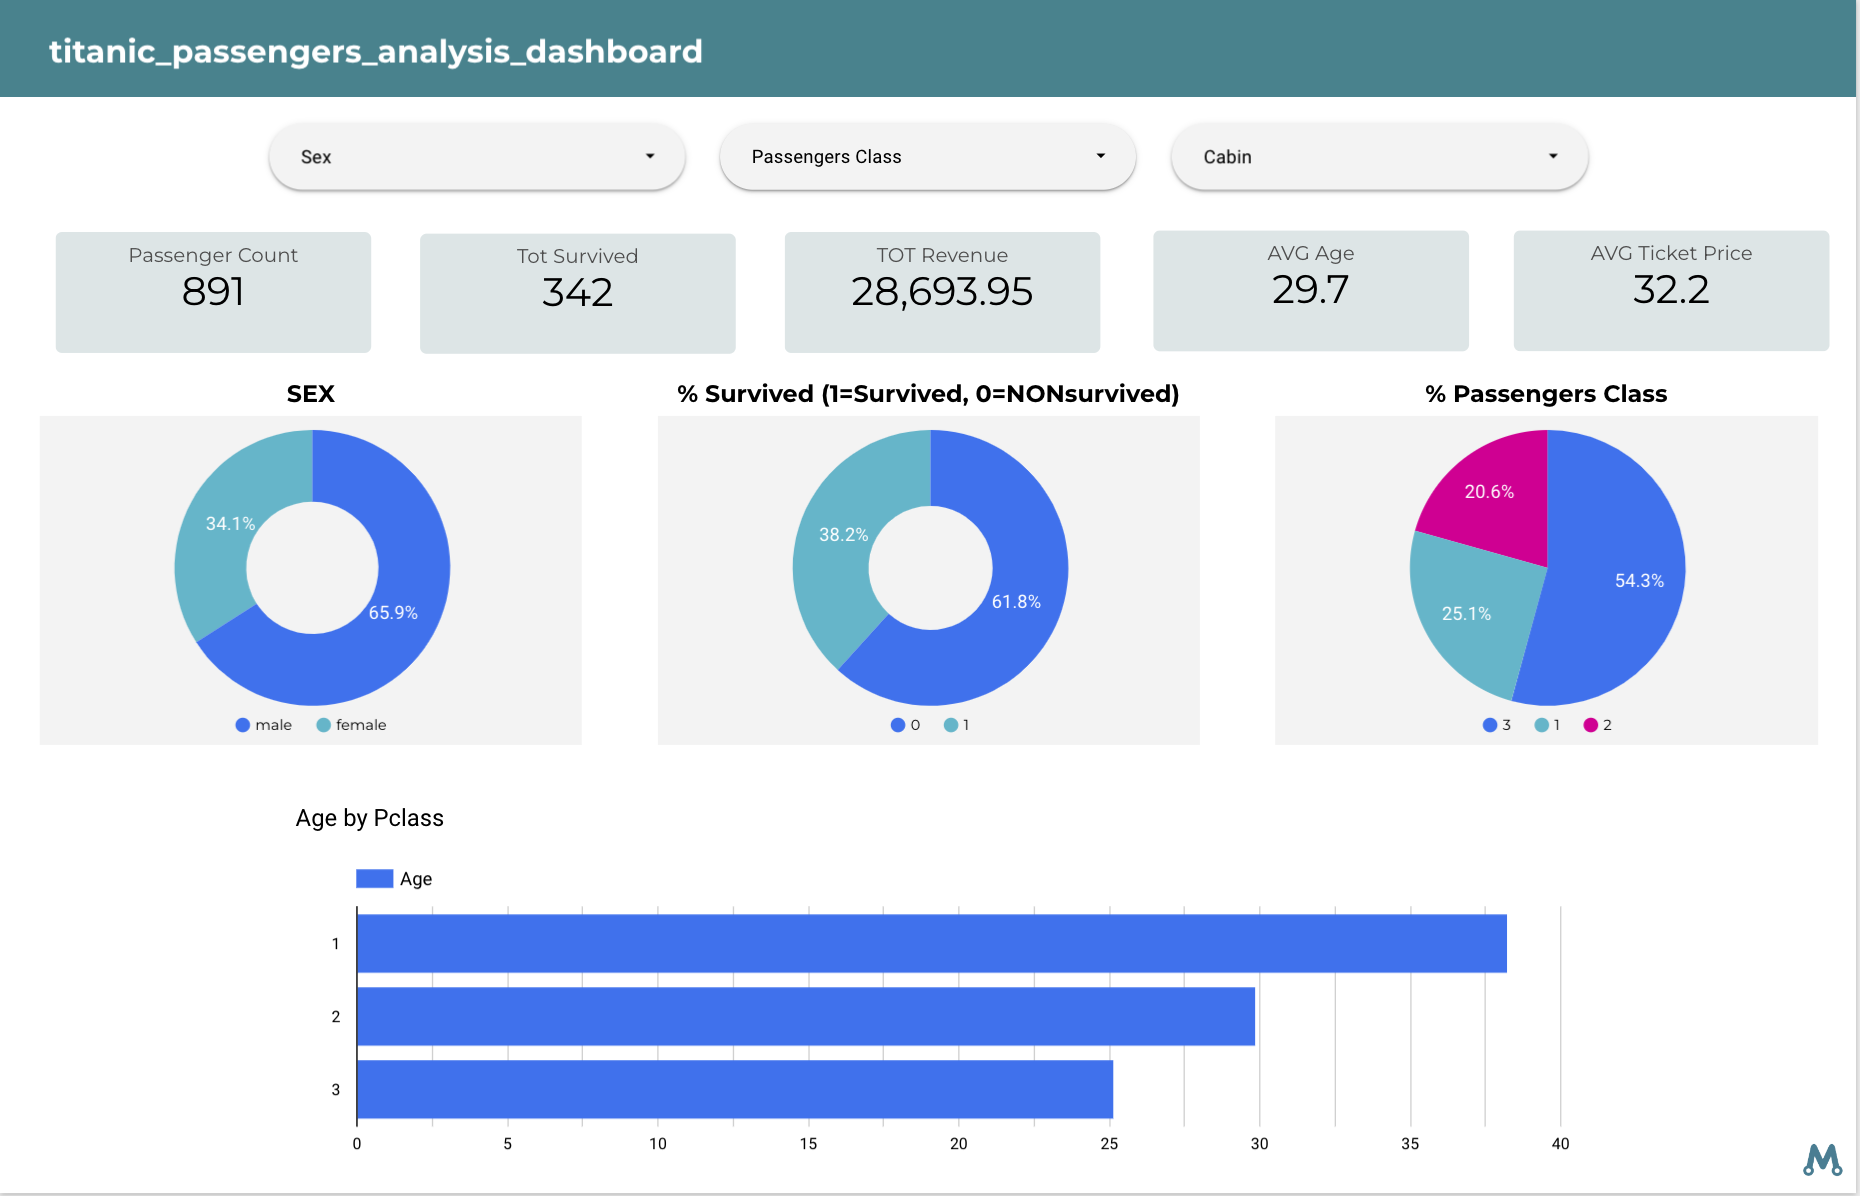 titanic_passengers_analysis_dashboard
Sex
Passengers Class
Cabin
Passenger Count
891
Tot Survived
342
TOT Revenue
28,693.95
AVG Age
29.7
AVG Ticket Price
32.2
SEX
34.1%
65.9%
male
female
% Survived (1=Survived, 0=NONsurvived)
38.2%
61.8%
0
1
% Passengers Class
20.6%
54.3%
25.1%
3
1
2
Age by Pclass
Age
1
2
3
0 5 10 15 20 25 30 35 40
M